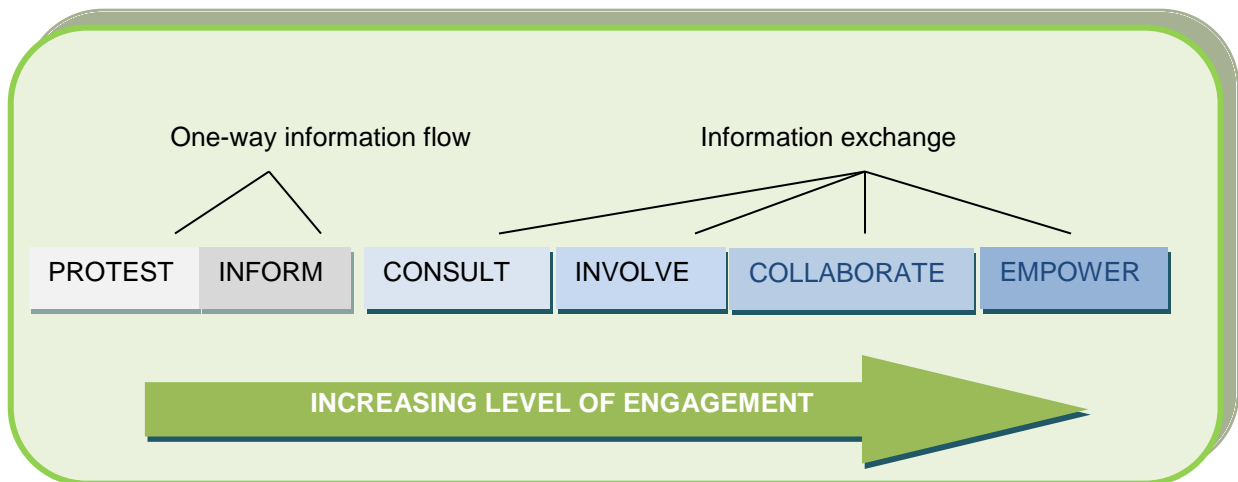 One-way information flow
Information exchange
PROTEST
INFORM
CONSULT
INVOLVE
COLLABORATE
EMPOWER
INCREASING LEVEL OF ENGAGEMENT